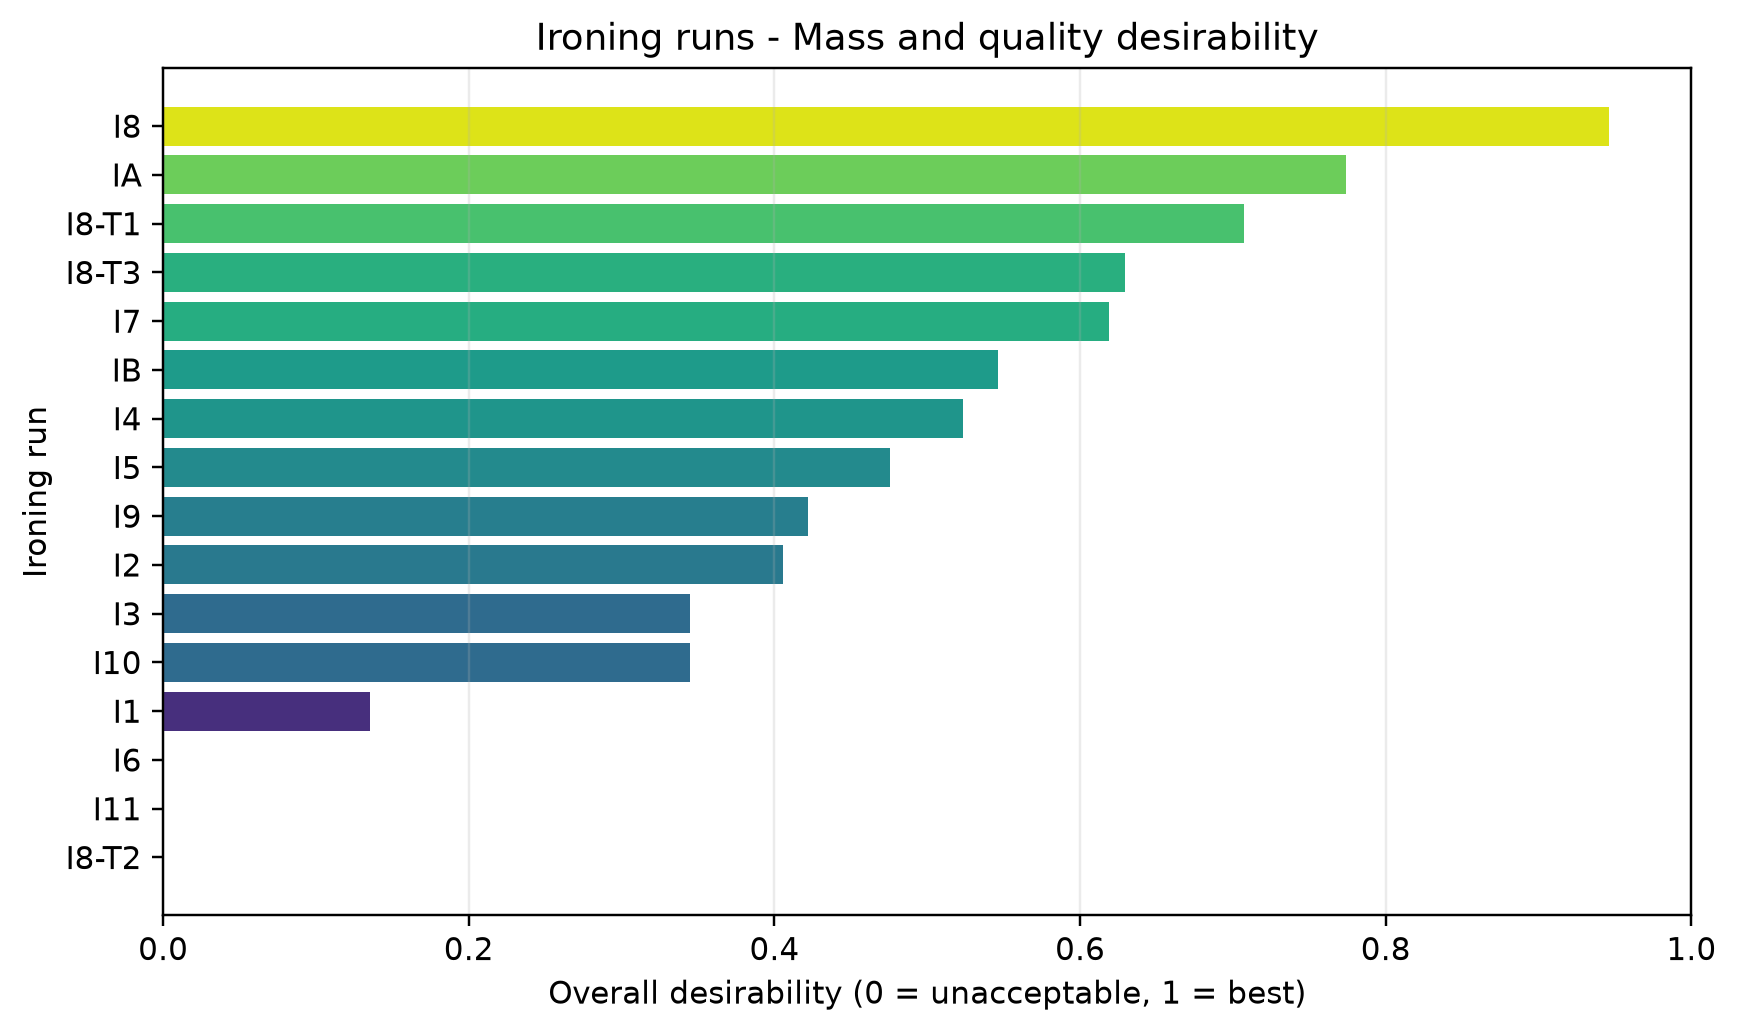 Ironing runs - Mass and quality desirability
Ironing run
I8
IA
I8-T1
I8-T3
I7
IB
I4
I5
I9
I2
I3
I10
I1
I6
I11
I8-T2
0.0 0.2 0.4 0.6 0.8 1.0
Overall desirability (0 = unacceptable, 1 = best)